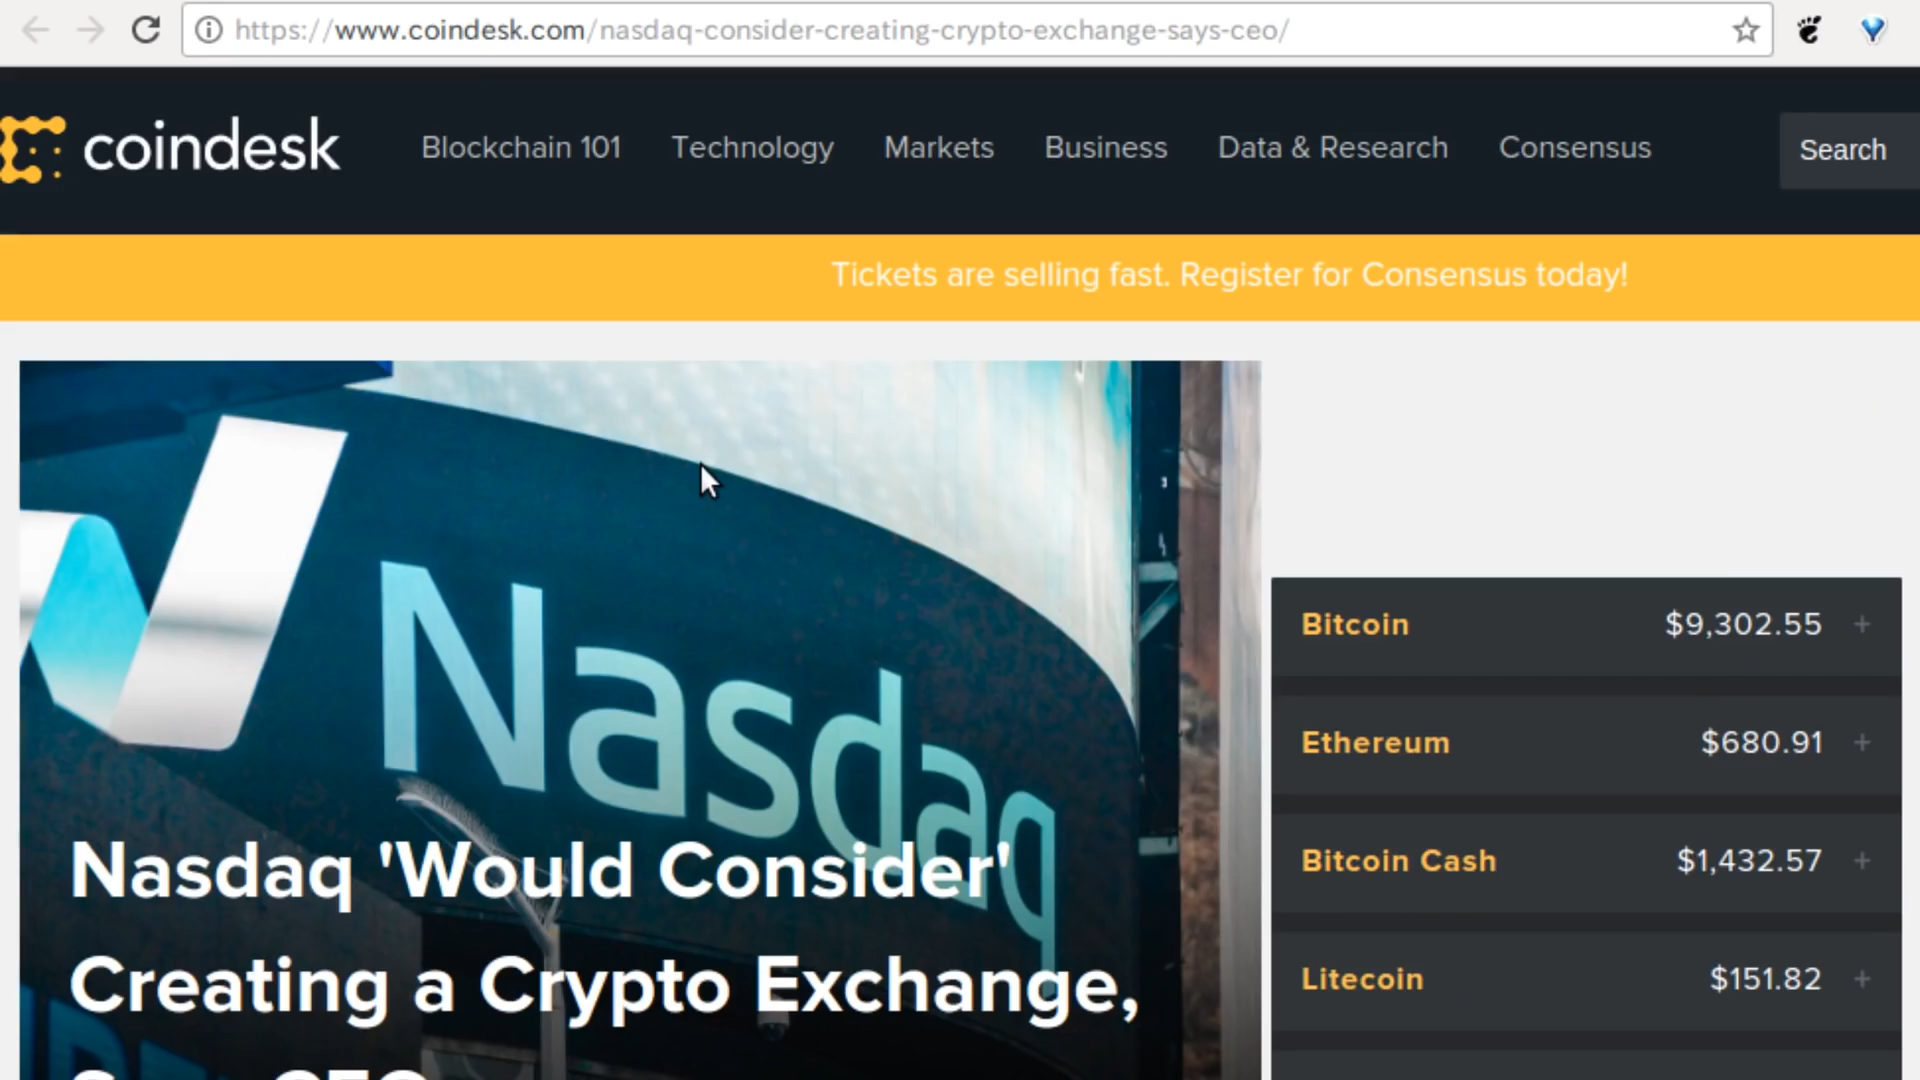 https://www.coindesk.com/nasdaq-consider-creating-crypto-exchange-says-ceo/
coindesk
Blockchain 101
Technology
Markets
Business
Data & Research
Consensus
Search
Tickets are selling fast. Register for Consensus today!
Nasdaq
Nasdaq 'Would Consider'
Creating a Crypto Exchange,
Bitcoin $9,302.55 +
Ethereum $680.91 +
Bitcoin Cash $1,432.57 +
Litecoin $151.82 +